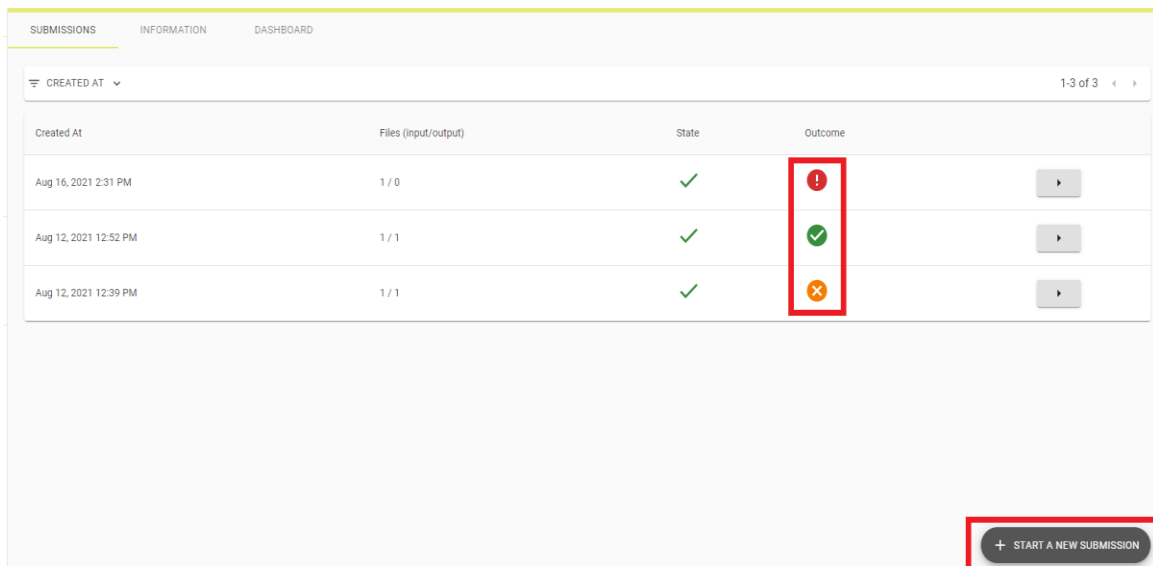 SUBMISSIONS INFORMATION DASHBOARD
CREATED AT 1-3 of 3
Created At Files (input/output) State Outcome
Aug 16, 2021 2:31 PM 1 / 0
Aug 12, 2021 12:52 PM 1 / 1
Aug 12, 2021 12:39 PM 1 / 1
+ START A NEW SUBMISSION